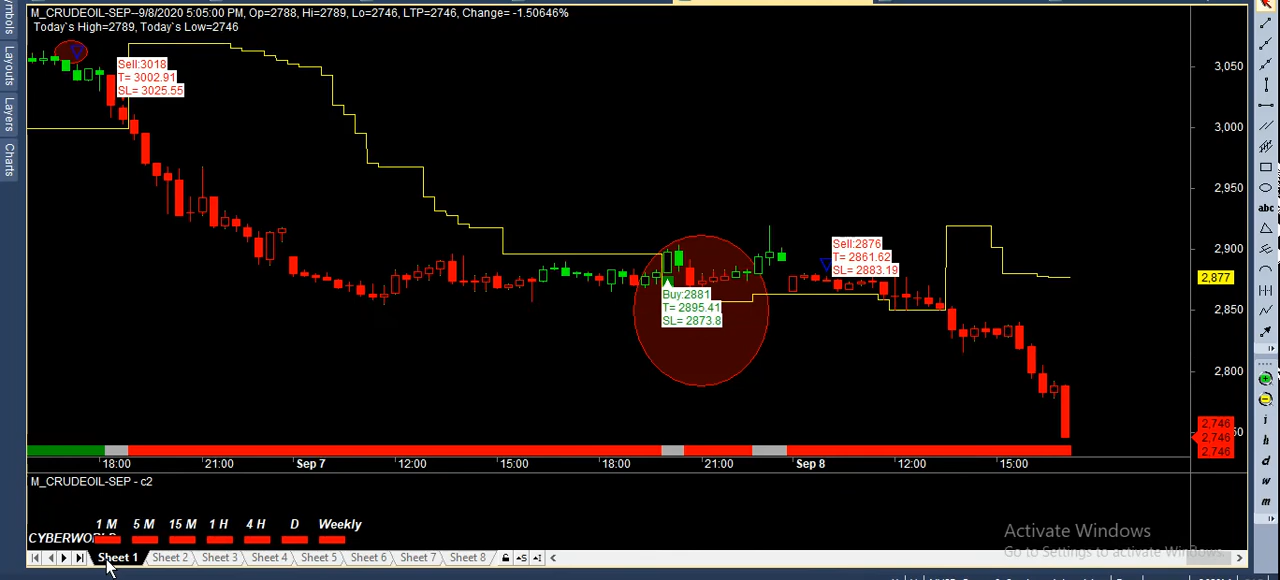 M_CRUDEOIL-SEP--9/8/2020 5:05:00 PM, Op=2788, Hi=2789, Lo=2746, LTP=2746, Change= -1.50646%
Today`s High=2789, Today`s Low=2746
Layouts
Layers
Charts
Sell:3018
T= 3002.91
SL= 3025.55
Buy:2881
T= 2895.41
SL= 2873.8
Sell:2876
T= 2861.62
SL= 2883.19
3,050
3,000
2,950
2,900
2,877
2,850
2,800
2,746
2,746
2,746
18:00 21:00 Sep 7 12:00 15:00 18:00 21:00 Sep 8 12:00 15:00
M_CRUDEOIL-SEP - c2
1 M 5 M 15 M 1 H 4 H D Weekly
Activate Windows
Go to Settings to activate Windows.
Sheet 1 Sheet 2 Sheet 3 Sheet 4 Sheet 5 Sheet 6 Sheet 7 Sheet 8
abc
i
h
d
w
m